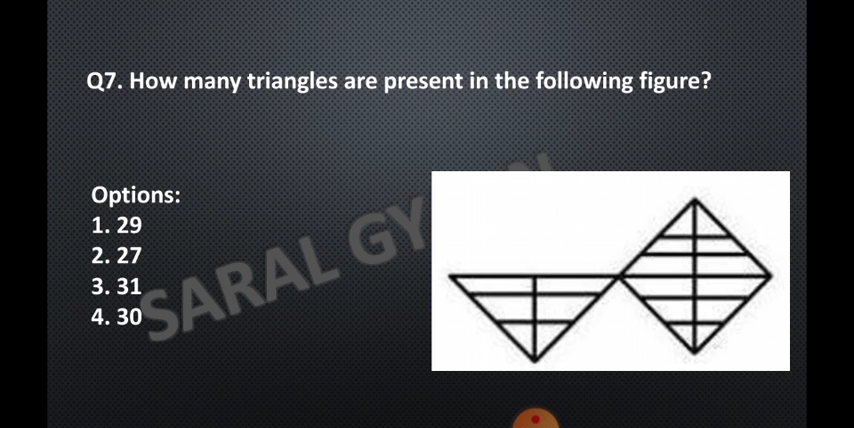 Q7. How many triangles are present in the following figure?
Options:
1. 29
2. 27
3. 31
4. 30
SARAL GY